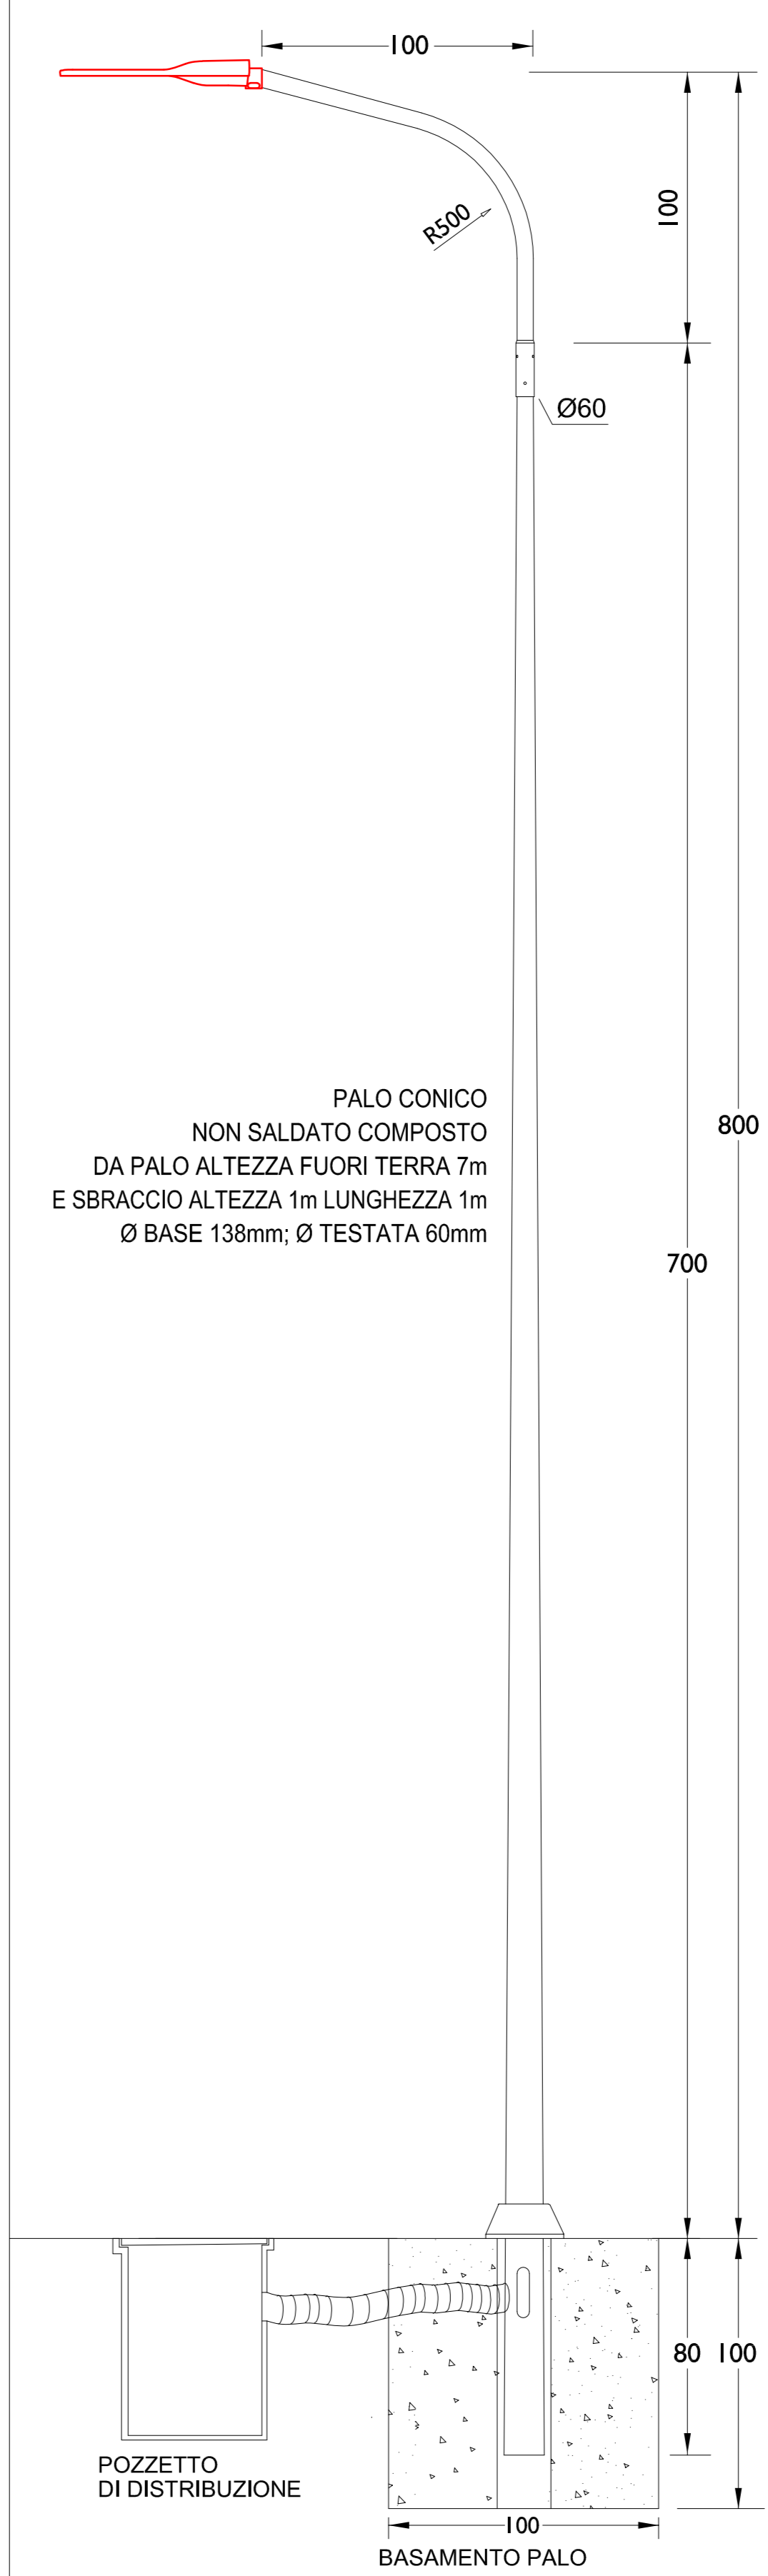 100
100
R500
Ø60
PALO CONICO
NON SALDATO COMPOSTO
DA PALO ALTEZZA FUORI TERRA 7m
E SBRACCIO ALTEZZA 1m LUNGHEZZA 1m
Ø BASE 138mm; Ø TESTATA 60mm
800
700
80
100
POZZETTO
DI DISTRIBUZIONE
100
BASAMENTO PALO